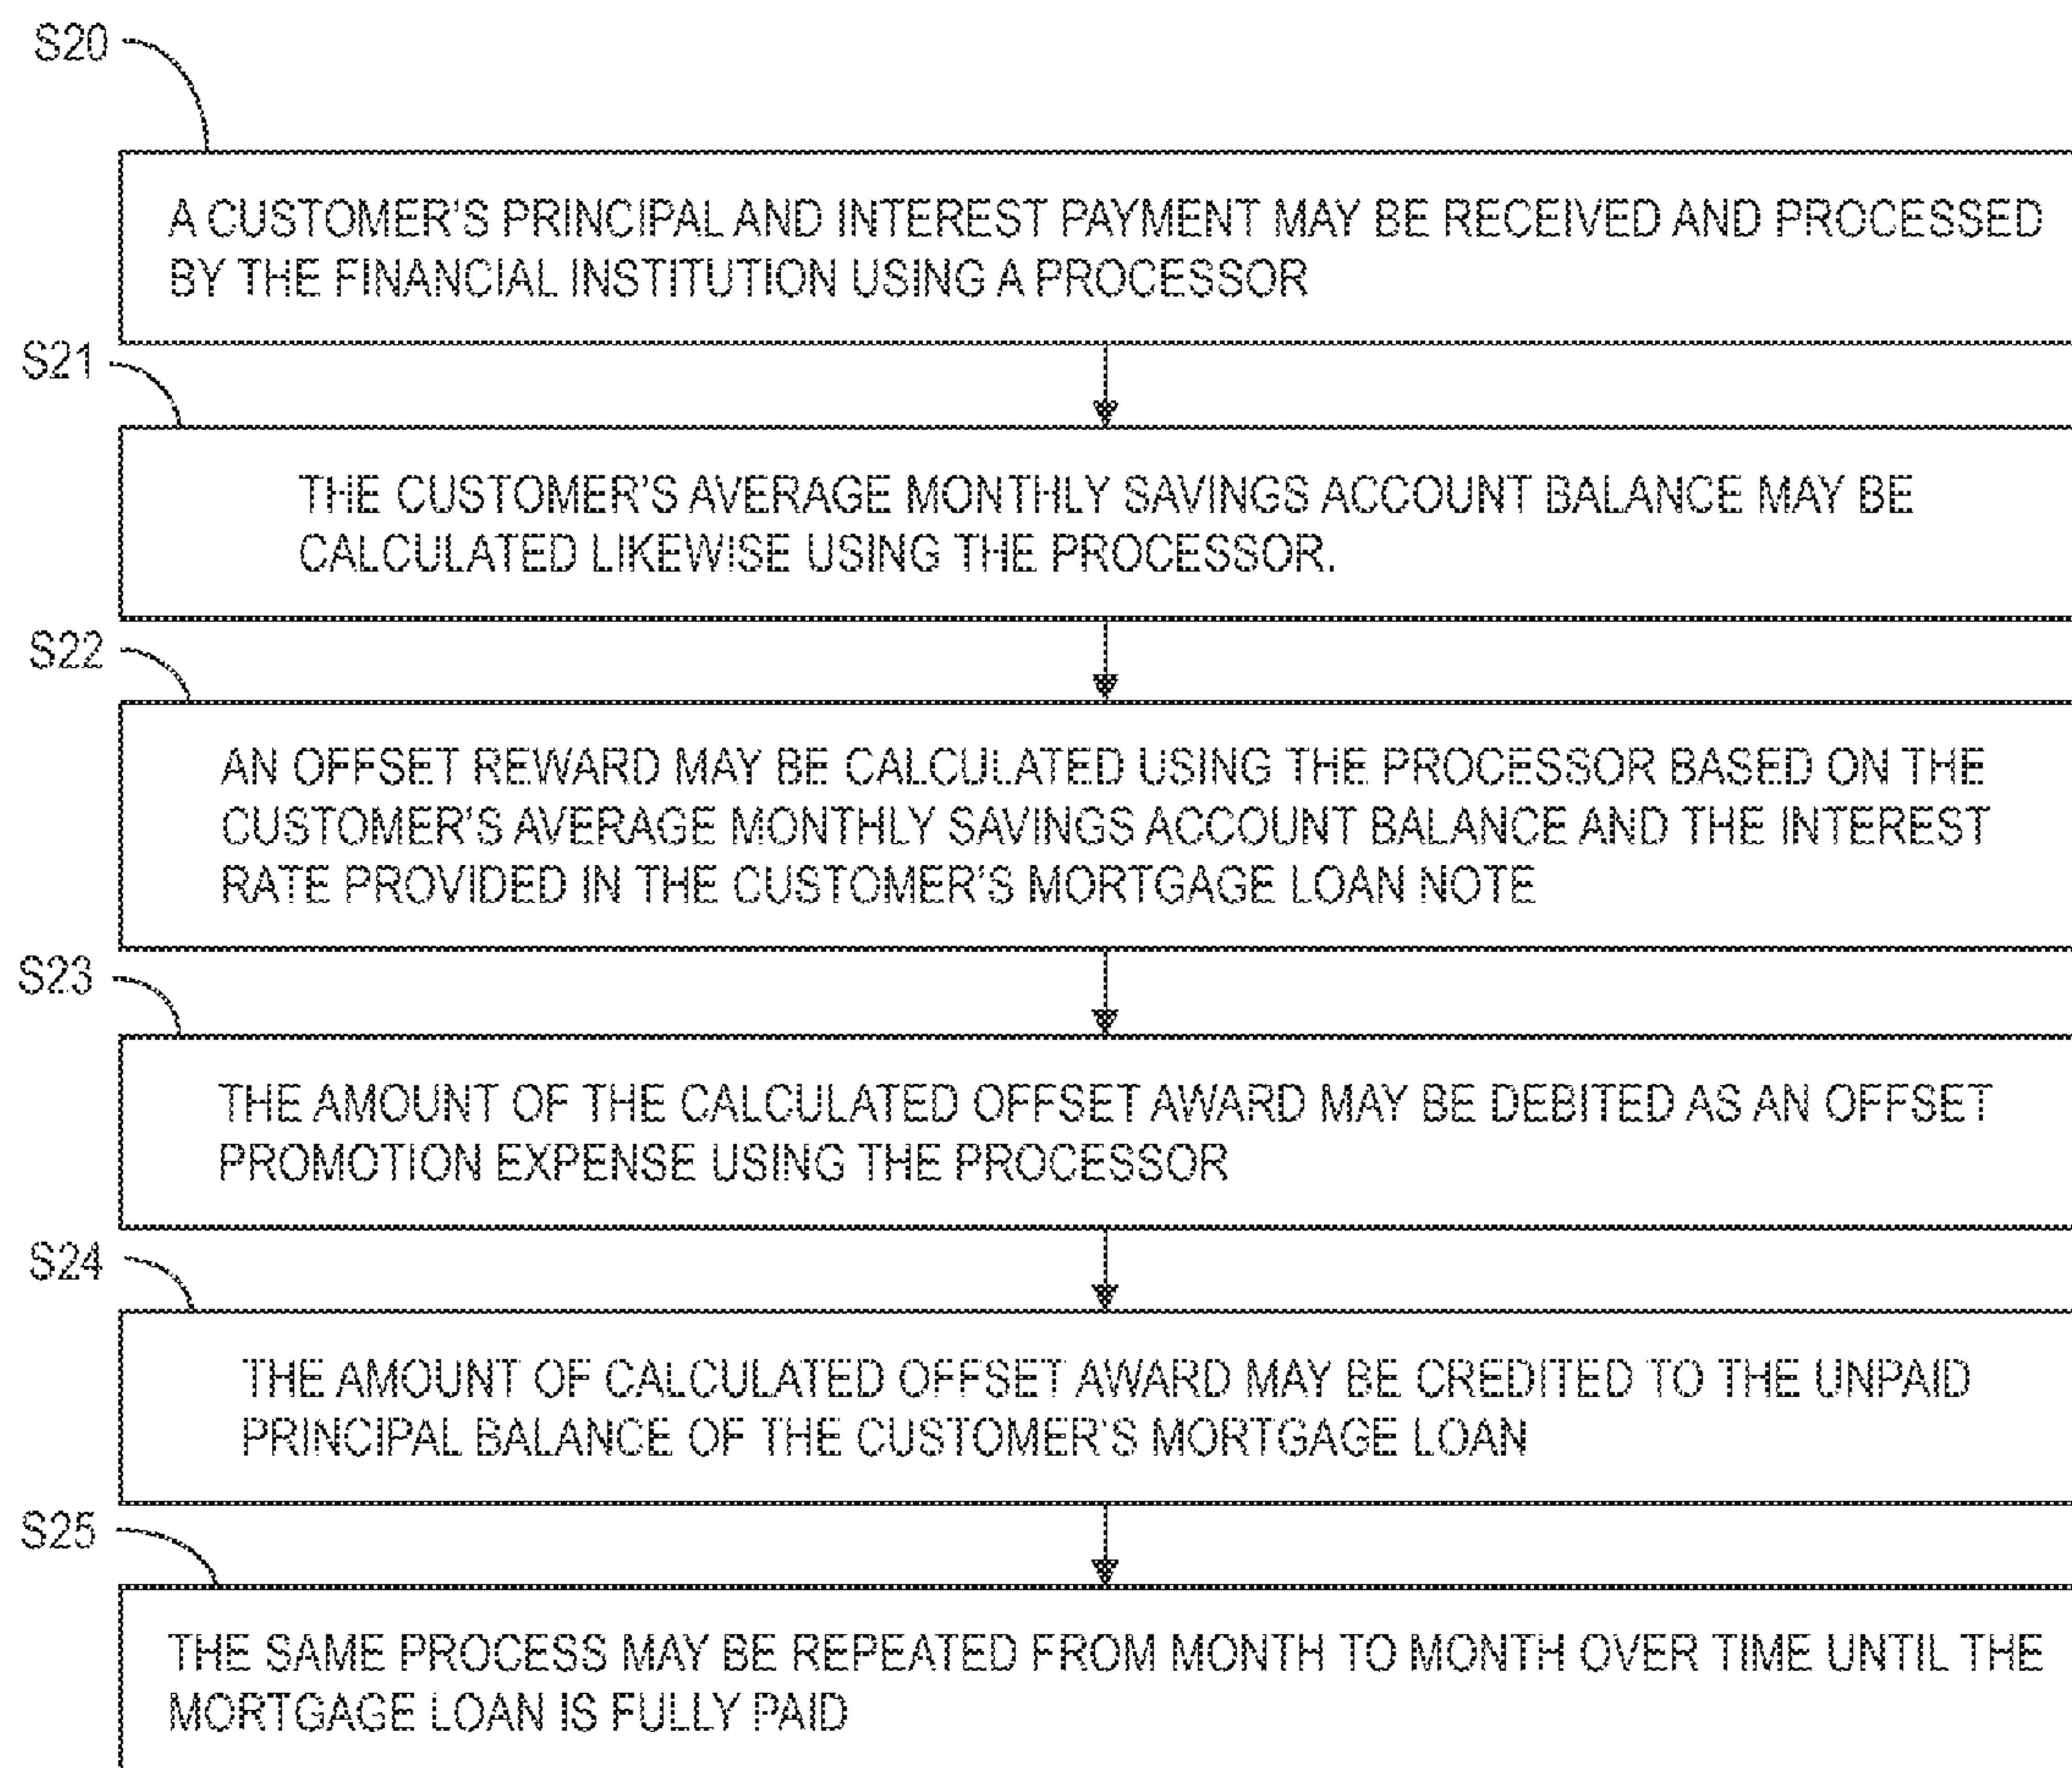 S20
A CUSTOMER'S PRINCIPAL AND INTEREST PAYMENT MAY BE RECEIVED AND PROCESSED
BY THE FINANCIAL INSTITUTION USING A PROCESSOR
S21
THE CUSTOMER'S AVERAGE MONTHLY SAVINGS ACCOUNT BALANCE MAY BE
CALCULATED LIKEWISE USING THE PROCESSOR.
S22
AN OFFSET REWARD MAY BE CALCULATED USING THE PROCESSOR BASED ON THE
CUSTOMER'S AVERAGE MONTHLY SAVINGS ACCOUNT BALANCE AND THE INTEREST
RATE PROVIDED IN THE CUSTOMER'S MORTGAGE LOAN NOTE
S23
THE AMOUNT OF THE CALCULATED OFFSET AWARD MAY BE DEBITED AS AN OFFSET
PROMOTION EXPENSE USING THE PROCESSOR
S24
THE AMOUNT OF CALCULATED OFFSET AWARD MAY BE CREDITED TO THE UNPAID
PRINCIPAL BALANCE OF THE CUSTOMER'S MORTGAGE LOAN
S25
THE SAME PROCESS MAY BE REPEATED FROM MONTH TO MONTH OVER TIME UNTIL THE
MORTGAGE LOAN IS FULLY PAID